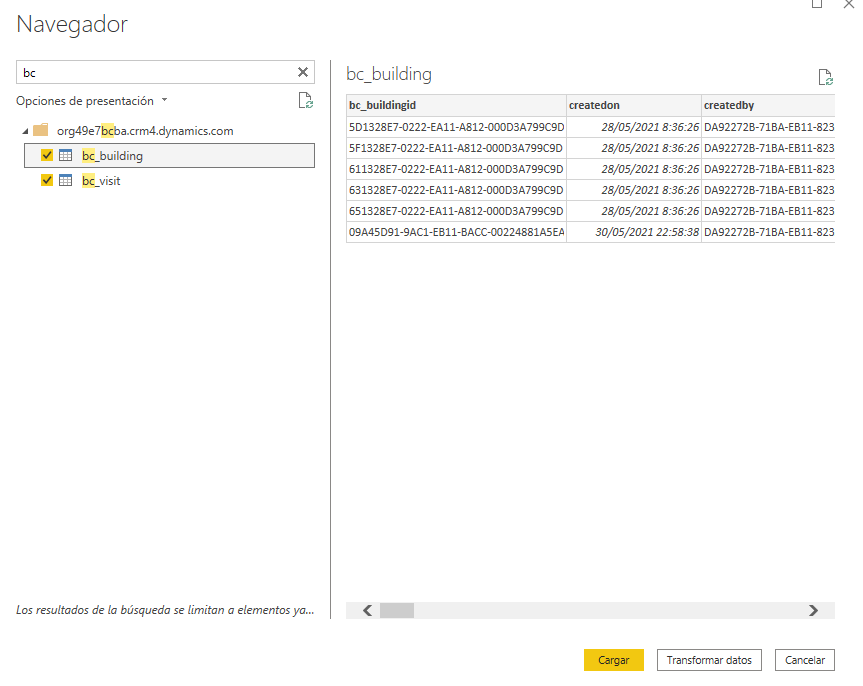 Navegador
bc
Opciones de presentación
org49e7bcba.crm4.dynamics.com
bc_building
bc_visit
Los resultados de la búsqueda se limitan a elementos ya...
bc_building
bc_buildingid createdon createdby
5D1328E7-0222-EA11-A812-000D3A799C9D 28/05/2021 8:36:26 DA92272B-71BA-EB11-823
5F1328E7-0222-EA11-A812-000D3A799C9D 28/05/2021 8:36:26 DA92272B-71BA-EB11-823
611328E7-0222-EA11-A812-000D3A799C9D 28/05/2021 8:36:26 DA92272B-71BA-EB11-823
631328E7-0222-EA11-A812-000D3A799C9D 28/05/2021 8:36:26 DA92272B-71BA-EB11-823
651328E7-0222-EA11-A812-000D3A799C9D 28/05/2021 8:36:26 DA92272B-71BA-EB11-823
09A45D91-9AC1-EB11-BACC-00224881A5EA 30/05/2021 22:58:38 DA92272B-71BA-EB11-823
Cargar Transformar datos Cancelar